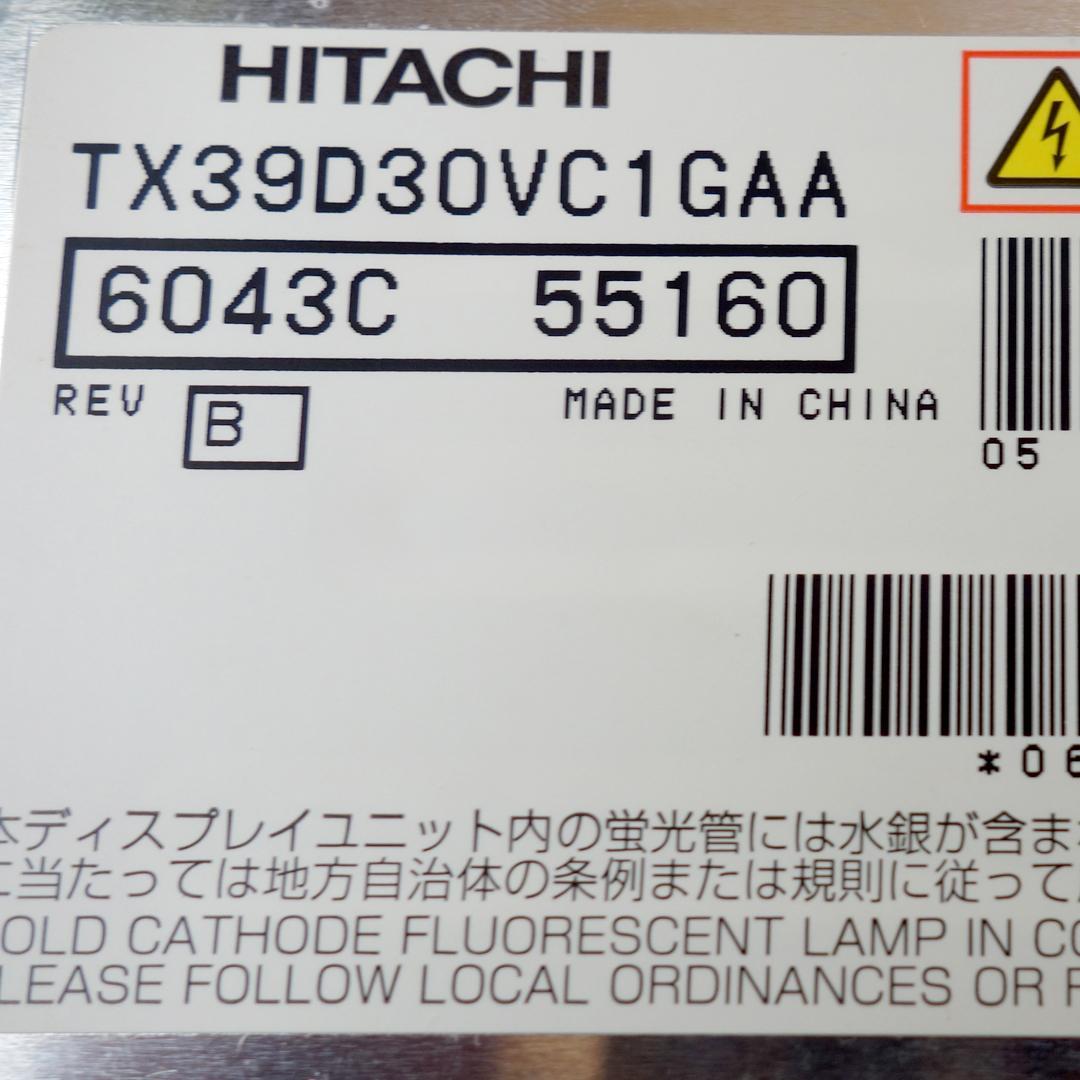 HITACHI
TX39D30VC1GAA
6043C 55160
REV B MADE IN CHINA
05
*06
本ディスプレイユニット内の蛍光管には水銀が含ま
に当たっては地方自治体の条例または規則に従って
OLD CATHODE FLUORESCENT LAMP IN CO
LEASE FOLLOW LOCAL ORDINANCES OR